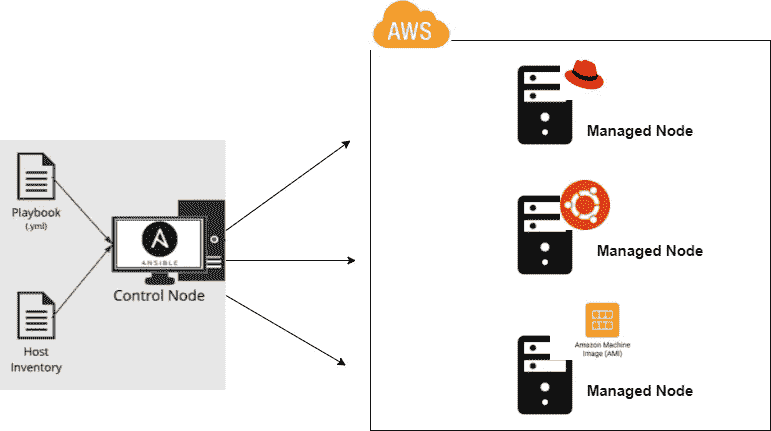 AWS
Managed Node
Playbook
(.yml)
ANSIBLE
Control Node
Managed Node
Host
Inventory
Amazon Machine
Image (AMI)
Managed Node